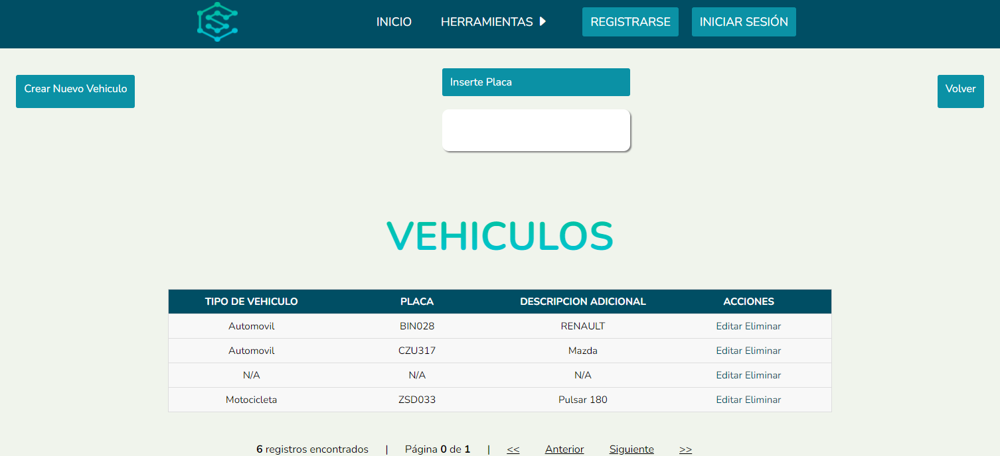 INICIO HERRAMIENTAS REGISTRARSE INICIAR SESIÓN
Crear Nuevo Vehiculo Inserte Placa Volver
VEHICULOS
TIPO DE VEHICULO PLACA DESCRIPCION ADICIONAL ACCIONES
Automovil BIN028 RENAULT Editar Eliminar
Automovil CZU317 Mazda Editar Eliminar
N/A N/A N/A Editar Eliminar
Motocicleta ZSD033 Pulsar 180 Editar Eliminar
6 registros encontrados | Página 0 de 1 | << Anterior Siguiente >>